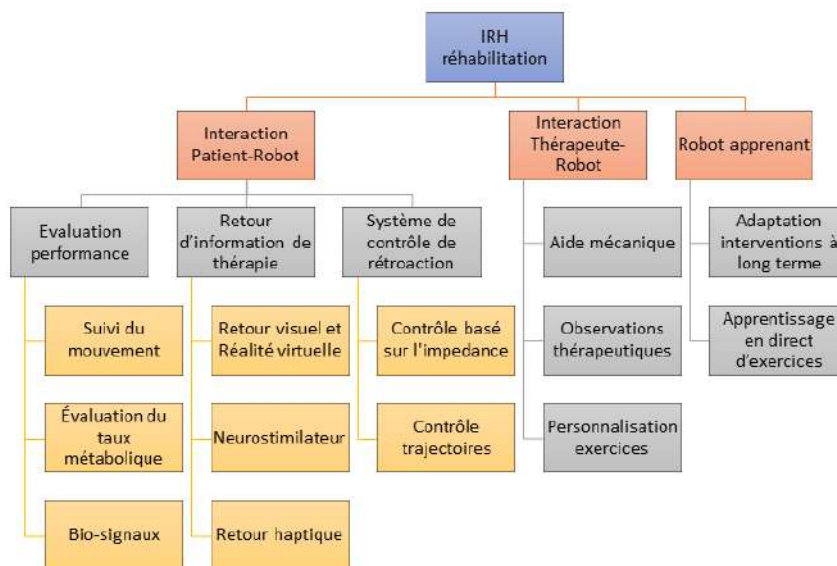 IRH
réhabilitation
Interaction
Patient-Robot
Interaction
Thérapeute-
Robot
Robot apprenant
Evaluation
performance
Retour
d'information de
thérapie
Système de
contrôle de
rétroaction
Aide mécanique
Adaptation
interventions à
long terme
Suivi du
mouvement
Retour visuel et
Réalité virtuelle
Contrôle basé
sur l'impedance
Observations
thérapeutiques
Apprentissage
en direct
d'exercices
Évaluation du
taux
métabolique
Neurostimilateur
Contrôle
trajectoires
Personnalisation
exercices
Bio-signaux
Retour haptique